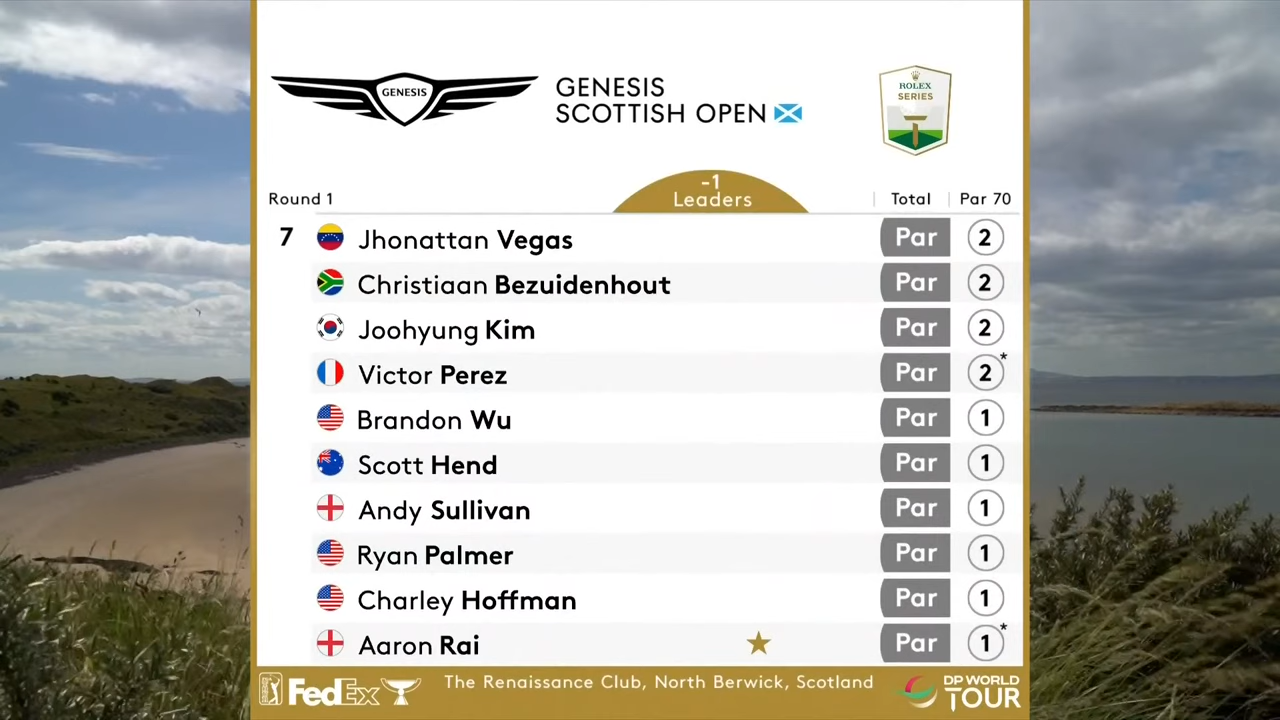 GENESIS
GENESIS
SCOTTISH OPEN
ROLEX
SERIES
-1
Leaders
Round 1 Total Par 70
7 Jhonattan Vegas Par 2
Christiaan Bezuidenhout Par 2
Joohyung Kim Par 2
Victor Perez Par 2*
Brandon Wu Par 1
Scott Hend Par 1
Andy Sullivan Par 1
Ryan Palmer Par 1
Charley Hoffman Par 1
Aaron Rai Par 1*
FedEx The Renaissance Club, North Berwick, Scotland DP WORLD
TOUR